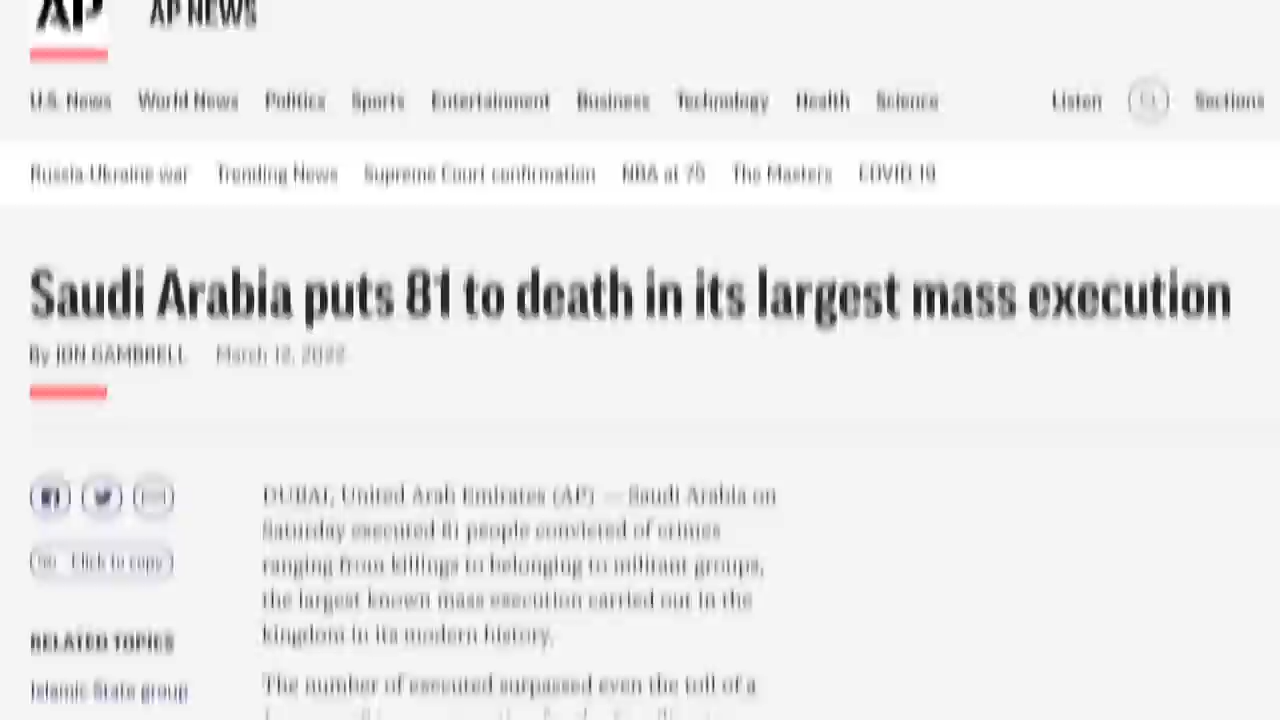 AP AP NEWS
U.S. News World News Politics Sports Entertainment Business Technology Health Science Listen Sections
Russia-Ukraine war Trending News Supreme Court confirmation NBA at 75 The Masters COVID-19
Saudi Arabia puts 81 to death in its largest mass execution
By JON GAMBRELL March 12, 2022
Click to copy
DUBAI, United Arab Emirates (AP) — Saudi Arabia on
Saturday executed 81 people convicted of crimes
ranging from killings to belonging to militant groups,
the largest known mass execution carried out in the
kingdom in its modern history.
RELATED TOPICS
Islamic State group
The number of executed surpassed even the toll of a